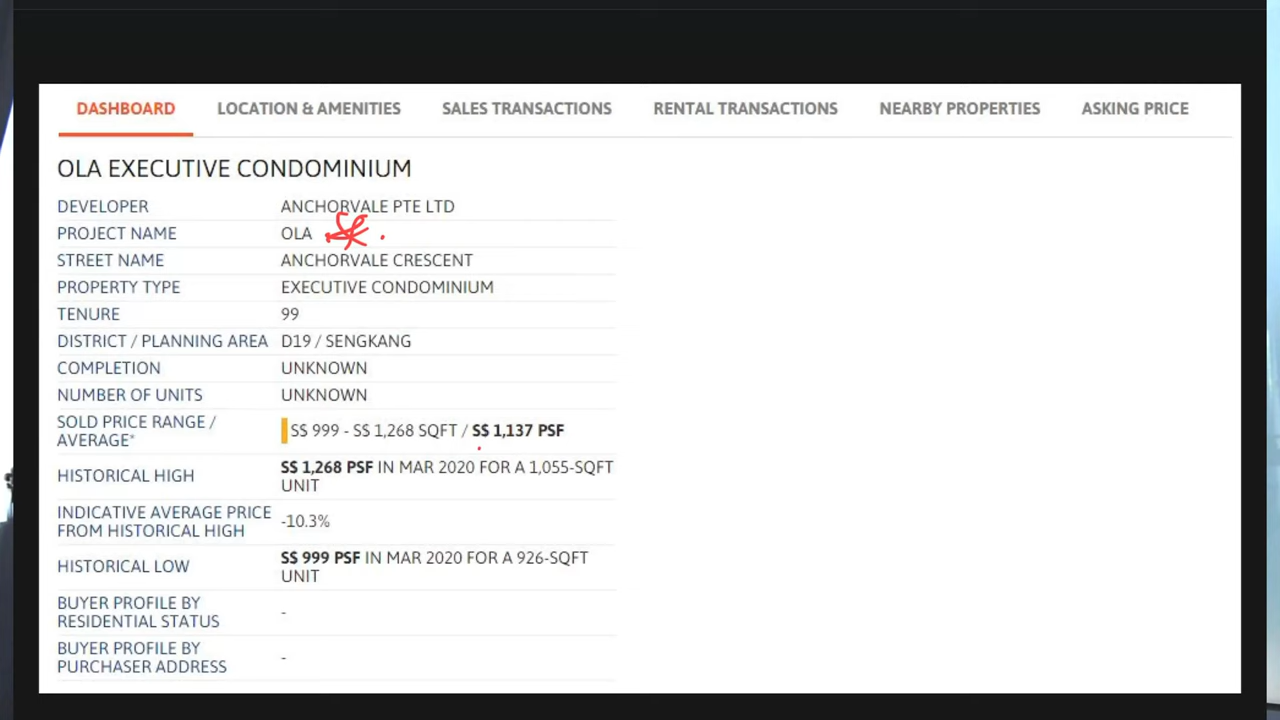 DASHBOARD LOCATION & AMENITIES SALES TRANSACTIONS RENTAL TRANSACTIONS NEARBY PROPERTIES ASKING PRICE
OLA EXECUTIVE CONDOMINIUM
DEVELOPER ANCHORVALE PTE LTD
PROJECT NAME OLA
STREET NAME ANCHORVALE CRESCENT
PROPERTY TYPE EXECUTIVE CONDOMINIUM
TENURE 99
DISTRICT / PLANNING AREA D19 / SENGKANG
COMPLETION UNKNOWN
NUMBER OF UNITS UNKNOWN
SOLD PRICE RANGE /
AVERAGE* S$ 999 - S$ 1,268 SQFT / S$ 1,137 PSF
HISTORICAL HIGH S$ 1,268 PSF IN MAR 2020 FOR A 1,055-SQFT
UNIT
INDICATIVE AVERAGE PRICE
FROM HISTORICAL HIGH -10.3%
HISTORICAL LOW S$ 999 PSF IN MAR 2020 FOR A 926-SQFT
UNIT
BUYER PROFILE BY
RESIDENTIAL STATUS -
BUYER PROFILE BY
PURCHASER ADDRESS -